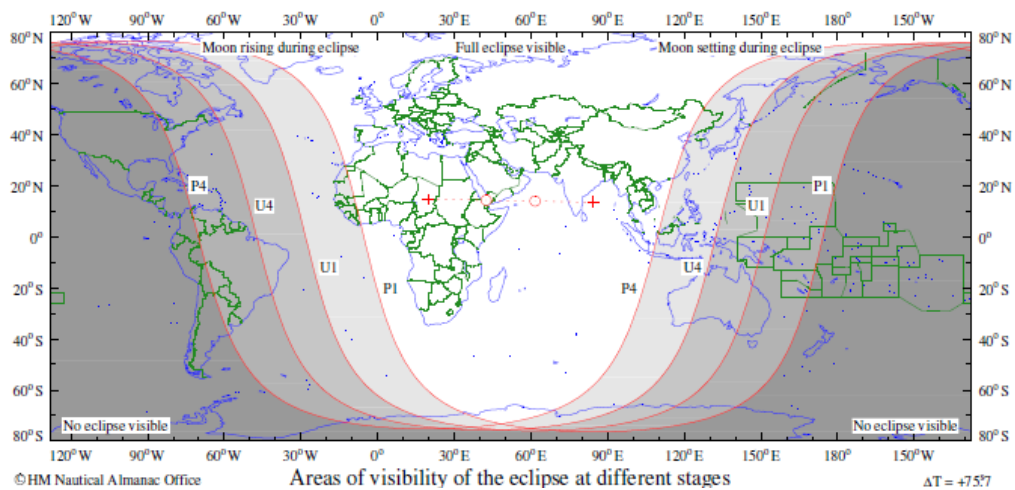 120° W 90° W 60° W 30° W 0° 30° E 60° E 90° E 120° E 150° E 180° 150° W
80° N 80° N
Moon rising during eclipse Full eclipse visible Moon setting during eclipse
60° N 60° N
40° N 40° N
20° N P4 U4 U1 P1 20° N
0° 0°
U1 P1 P4 U4
20° S 20° S
40° S 40° S
60° S 60° S
No eclipse visible No eclipse visible
80° S 80° S
120° W 90° W 60° W 30° W 0° 30° E 60° E 90° E 120° E 150° E 180° 150° W
© HM Nautical Almanac Office Areas of visibility of the eclipse at different stages ΔT = +75ˢ.7